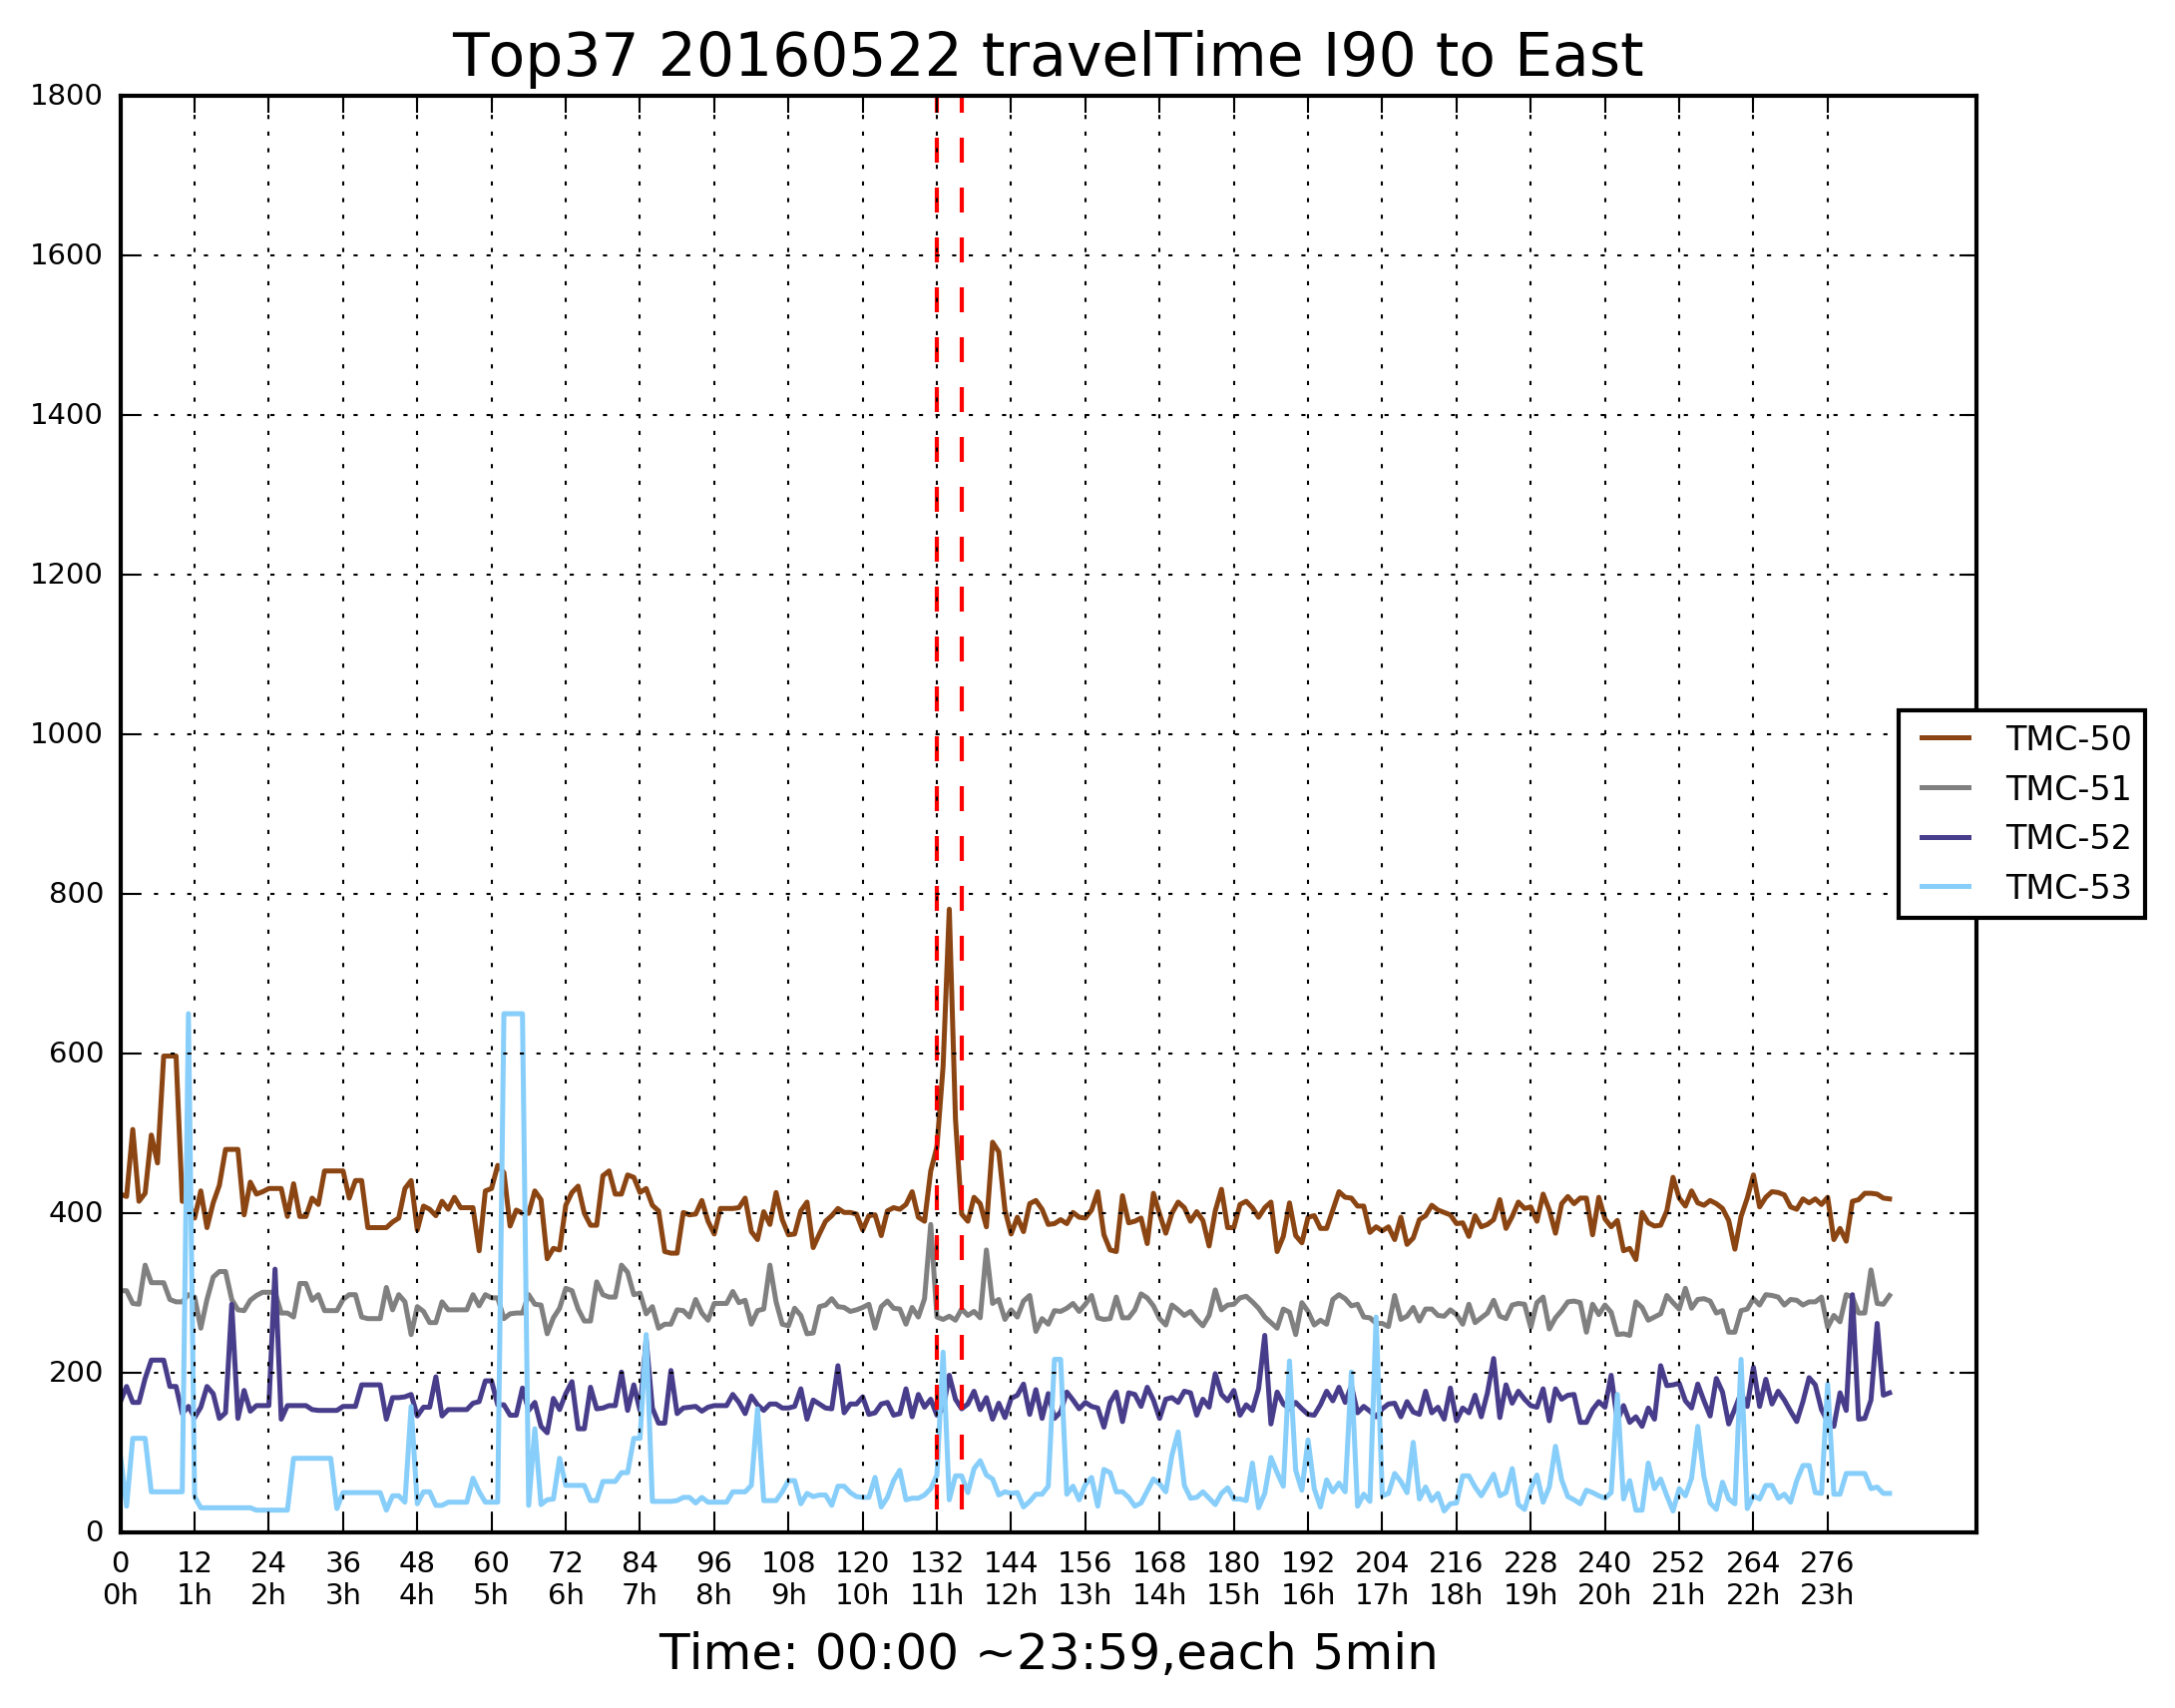 Top37 20160522 travelTime I90 to East
1800
1600
1400
1200
1000
800
600
400
200
0
TMC-50
TMC-51
TMC-52
TMC-53
0 12 24 36 48 60 72 84 96 108 120 132 144 156 168 180 192 204 216 228 240 252 264 276
0h 1h 2h 3h 4h 5h 6h 7h 8h 9h 10h 11h 12h 13h 14h 15h 16h 17h 18h 19h 20h 21h 22h 23h
Time: 00:00 ~23:59,each 5min